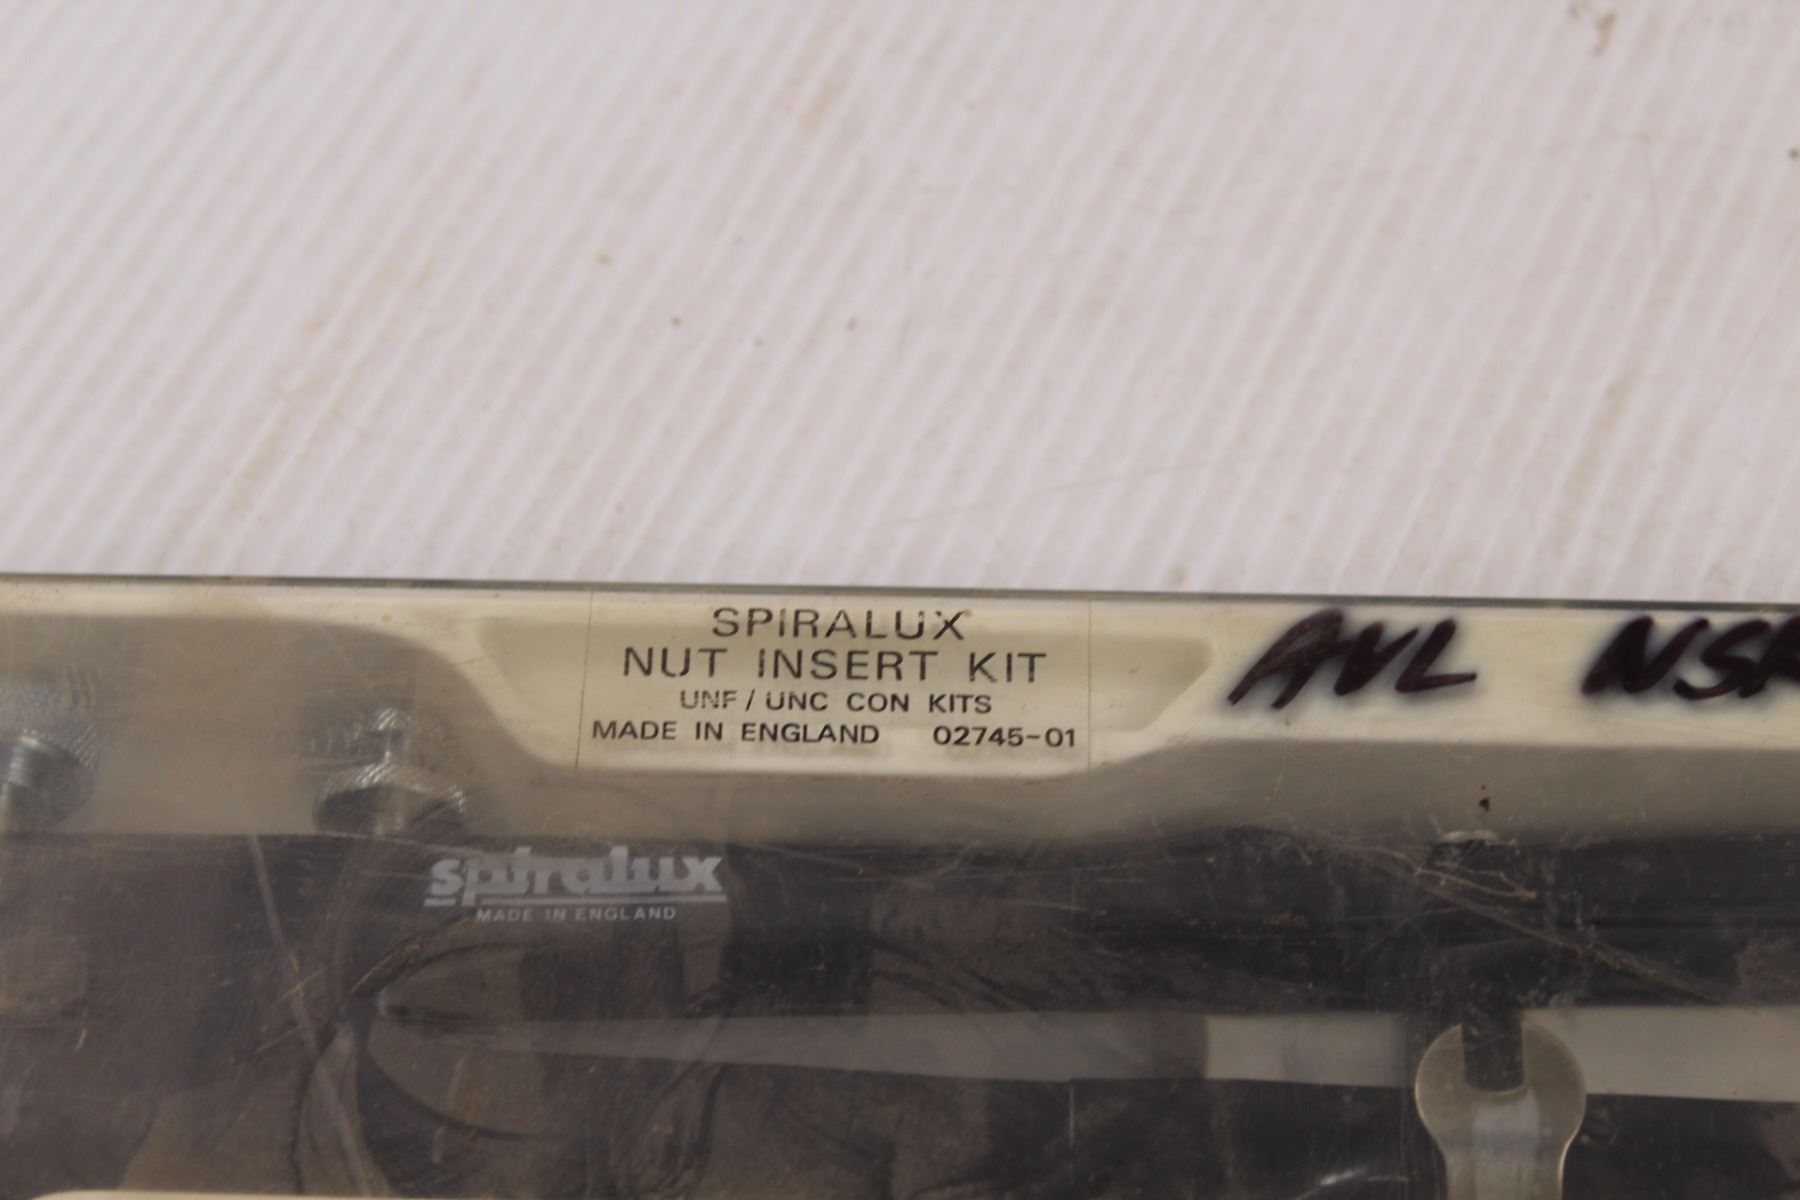 SPIRALUX
NUT INSERT KIT
UNF / UNC CON KITS
MADE IN ENGLAND 02745-01
AVL
spiralux
MADE IN ENGLAND